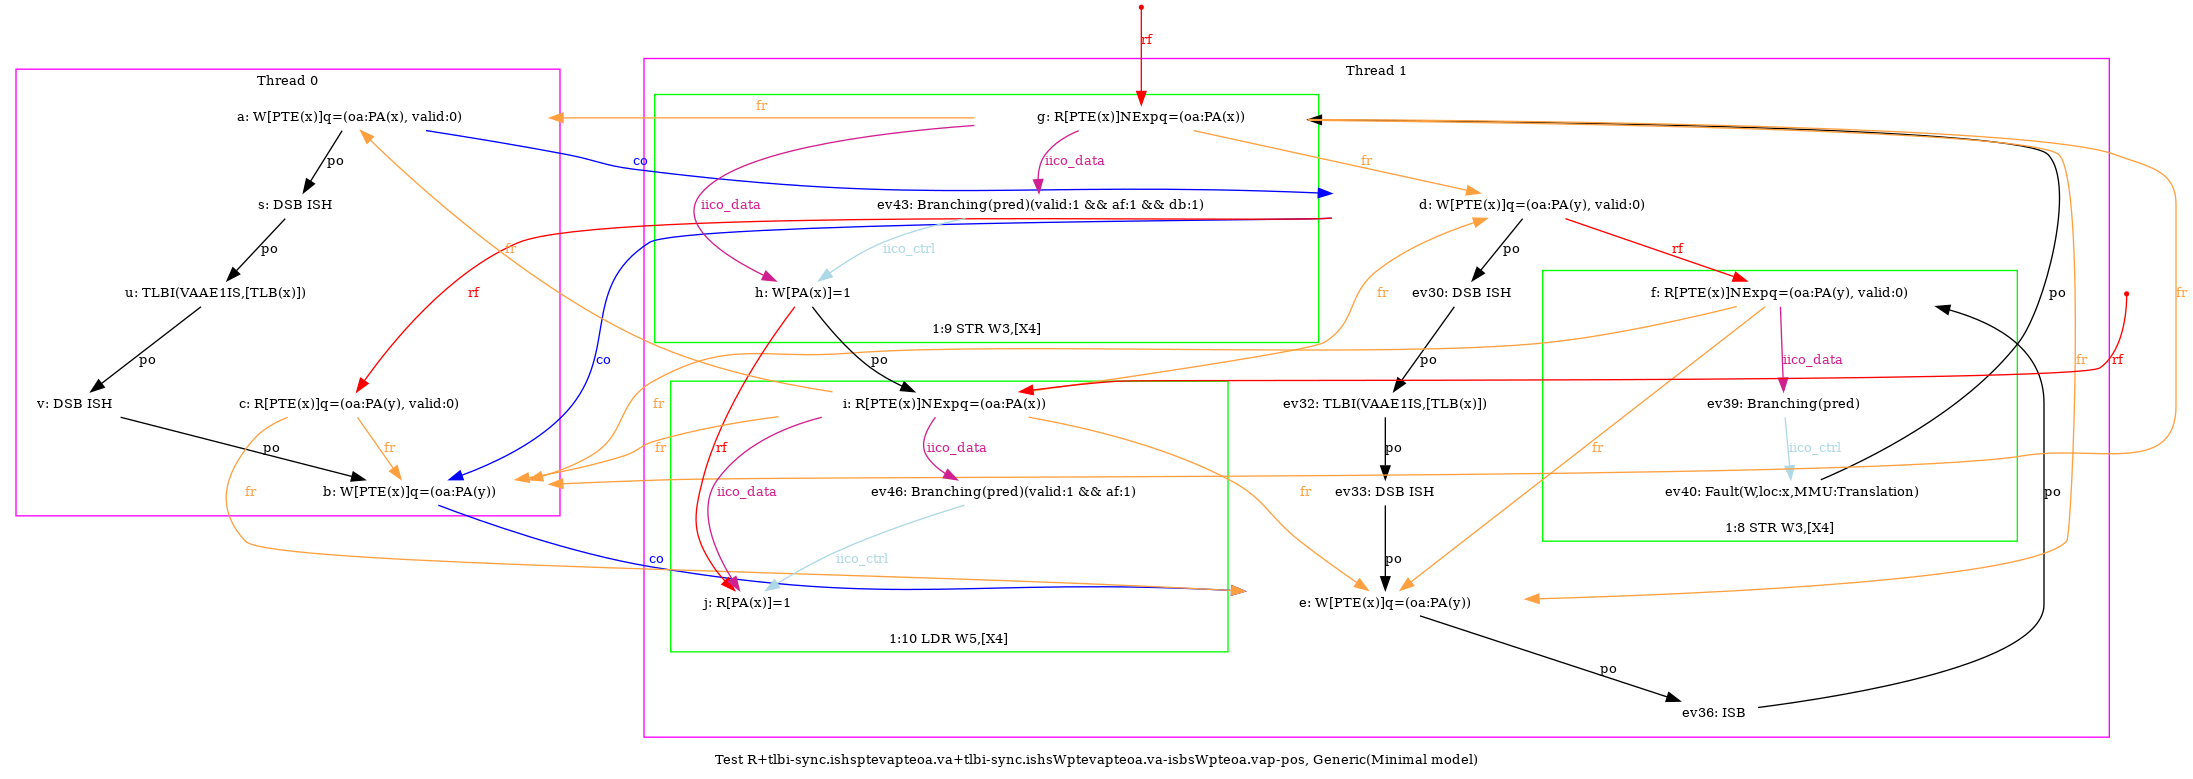 rf
Thread 1
Thread 0
fr
a: W[PTE(x)]q=(oa:PA(x), valid:0)
g: R[PTE(x)]NExpq=(oa:PA(x))
po
co
iico_data
fr
s: DSB ISH
iico_data
ev43: Branching(pred)(valid:1 && af:1 && db:1)
d: W[PTE(x)]q=(oa:PA(y), valid:0)
po
fr
iico_ctrl
po
rf
u: TLBI(VAAE1IS,[TLB(x)])
rf
h: W[PA(x)]=1
fr
ev30: DSB ISH
f: R[PTE(x)]NExpq=(oa:PA(y), valid:0)
po
fr
1:9 STR W3,[X4]
po
co
po
po
iico_data
fr
rf
v: DSB ISH
c: R[PTE(x)]q=(oa:PA(y), valid:0)
fr
i: R[PTE(x)]NExpq=(oa:PA(x))
ev32: TLBI(VAAE1IS,[TLB(x)])
ev39: Branching(pred)
po
fr
fr
rf
iico_data
po
fr
iico_ctrl
fr
b: W[PTE(x)]q=(oa:PA(y))
iico_data
ev46: Branching(pred)(valid:1 && af:1)
fr
ev33: DSB ISH
ev40: Fault(W,loc:x,MMU:Translation)
po
1:8 STR W3,[X4]
co
iico_ctrl
po
j: R[PA(x)]=1
e: W[PTE(x)]q=(oa:PA(y))
1:10 LDR W5,[X4]
po
ev36: ISB
Test R+tlbi-sync.ishsptevapteoa.va+tlbi-sync.ishsWptevapteoa.va-isbsWpteoa.vap-pos, Generic(Minimal model)